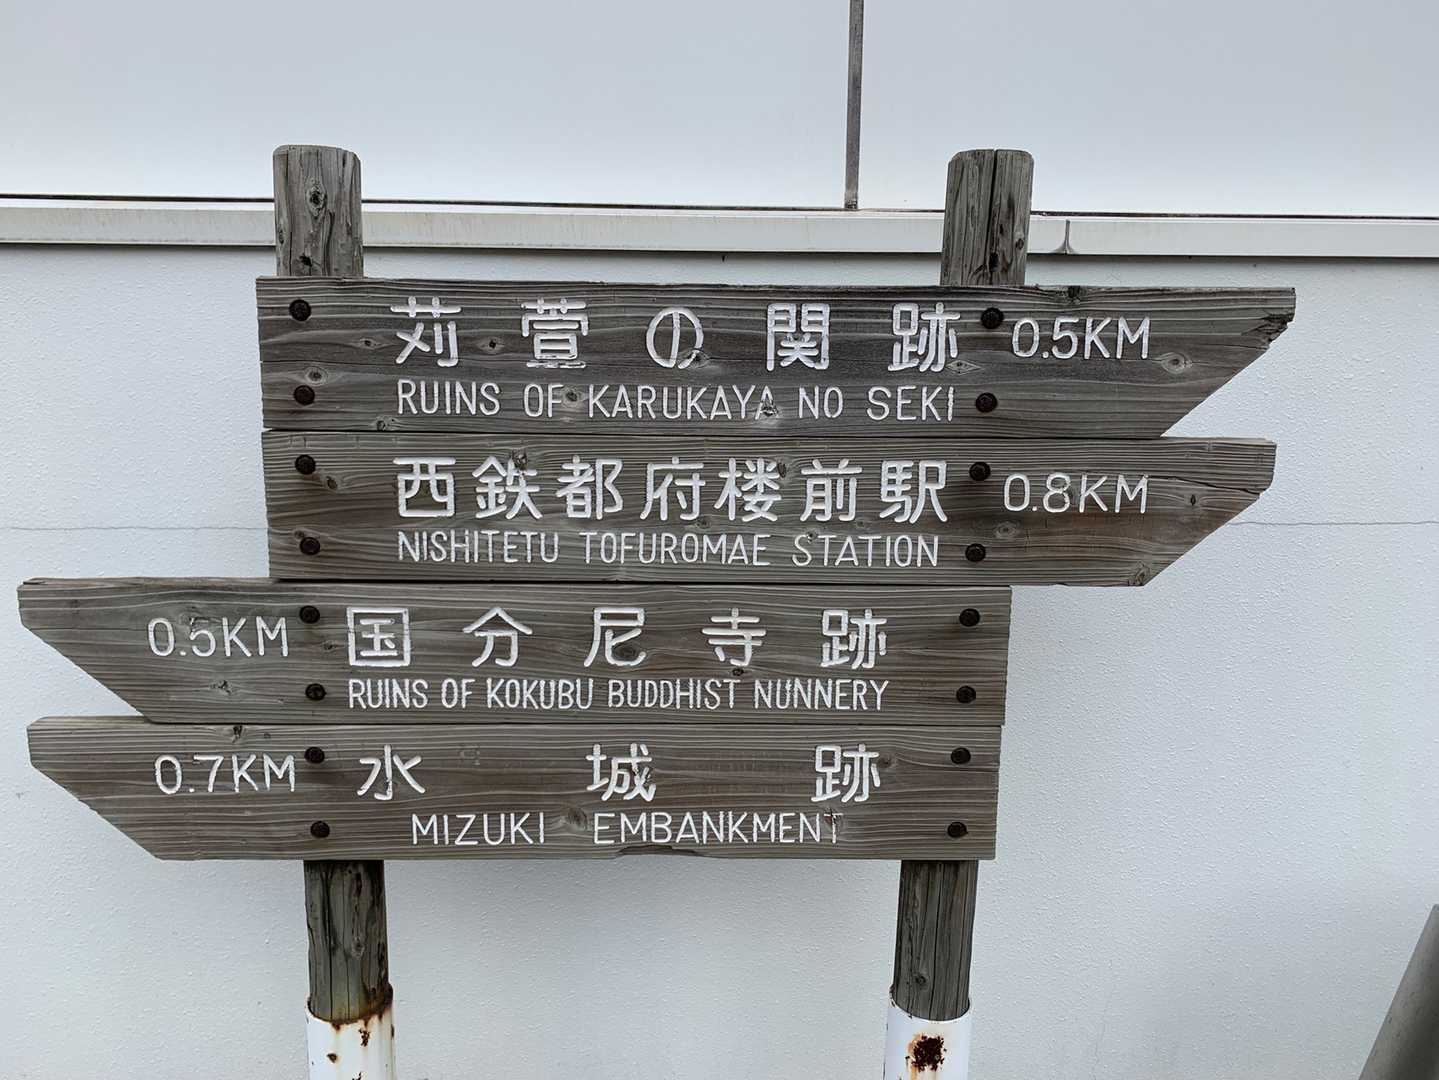 苅萱の関跡 0.5KM
RUINS OF KARUKAYA NO SEKI
西鉄都府楼前駅 0.8KM
NISHITETU TOFUROMAE STATION
0.5KM 国分尼寺跡
RUINS OF KOKUBU BUDDHIST NUNNERY
0.7KM 水城跡
MIZUKI EMBANKMENT